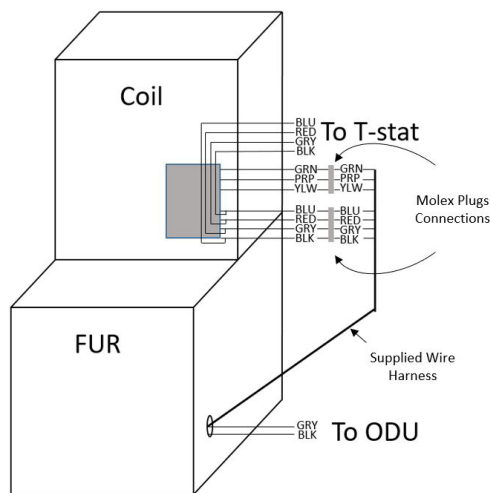 Coil
BLU
RED
GRY
BLK
To T-stat
GRN GRN
PRP PRP
YLW YLW
BLU BLU
RED RED
GRY GRY
BLK BLK
Molex Plugs
Connections
FUR
Supplied Wire
Harness
GRY
BLK
To ODU